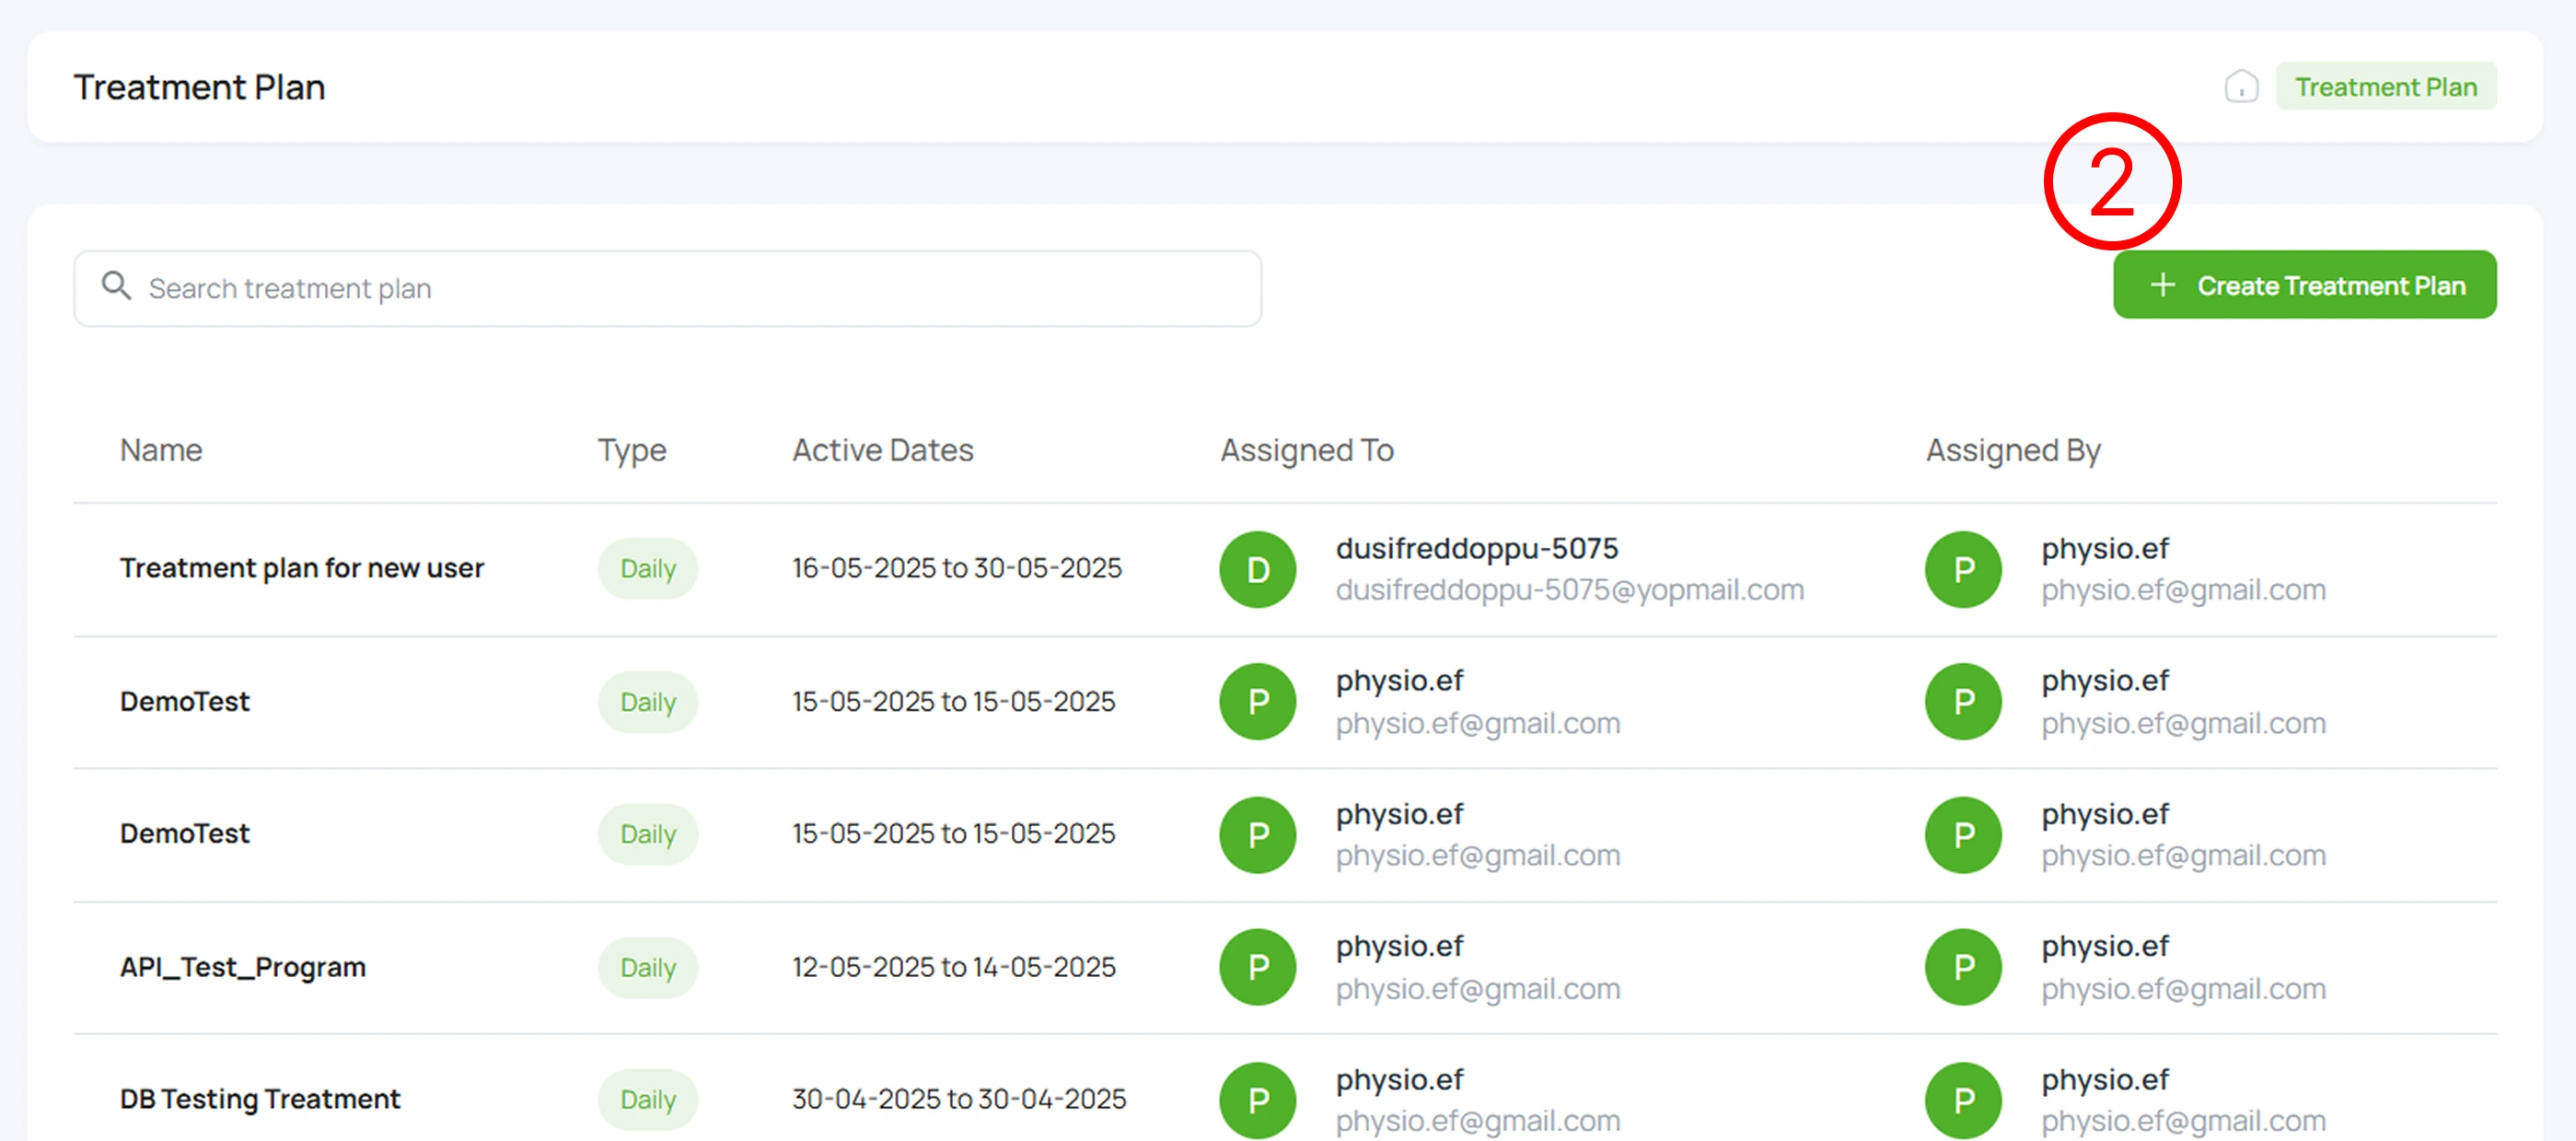 Treatment Plan
Treatment Plan
2
Search treatment plan
+ Create Treatment Plan
Name Type Active Dates Assigned To Assigned By
Treatment plan for new user Daily 16-05-2025 to 30-05-2025 D dusifreddoppu-5075 P physio.ef
dusifreddoppu-5075@yopmail.com physio.ef@gmail.com
DemoTest Daily 15-05-2025 to 15-05-2025 P physio.ef P physio.ef
physio.ef@gmail.com physio.ef@gmail.com
DemoTest Daily 15-05-2025 to 15-05-2025 P physio.ef P physio.ef
physio.ef@gmail.com physio.ef@gmail.com
API_Test_Program Daily 12-05-2025 to 14-05-2025 P physio.ef P physio.ef
physio.ef@gmail.com physio.ef@gmail.com
DB Testing Treatment Daily 30-04-2025 to 30-04-2025 P physio.ef P physio.ef
physio.ef@gmail.com physio.ef@gmail.com